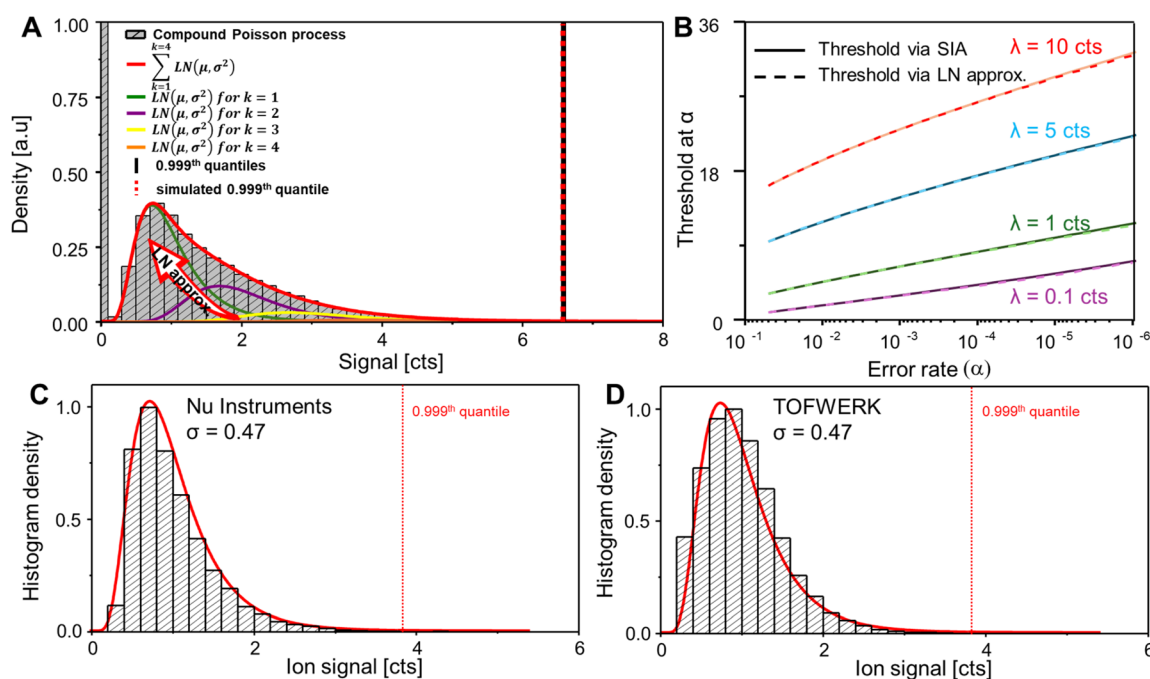 A
Compound Poisson process
k=4
∑ LN(μ, σ²)
k=1
LN(μ, σ²) for k = 1
LN(μ, σ²) for k = 2
LN(μ, σ²) for k = 3
LN(μ, σ²) for k = 4
0.999th quantiles
simulated 0.999th quantile
LN approx
1.00
0.75
0.50
0.25
0.00
Density [a.u]
0 2 4 6 8
Signal [cts]
B
Threshold via SIA
Threshold via LN approx.
λ = 10 cts
λ = 5 cts
λ = 1 cts
λ = 0.1 cts
36
18
0
Threshold at α
10⁻¹ 10⁻² 10⁻³ 10⁻⁴ 10⁻⁵ 10⁻⁶
Error rate (α)
C
Nu Instruments
σ = 0.47
0.999th quantile
1.0
0.5
0.0
Histogram density
0 2 4 6
Ion signal [cts]
D
TOFWERK
σ = 0.47
0.999th quantile
1.0
0.5
0.0
Histogram density
0 2 4 6
Ion signal [cts]